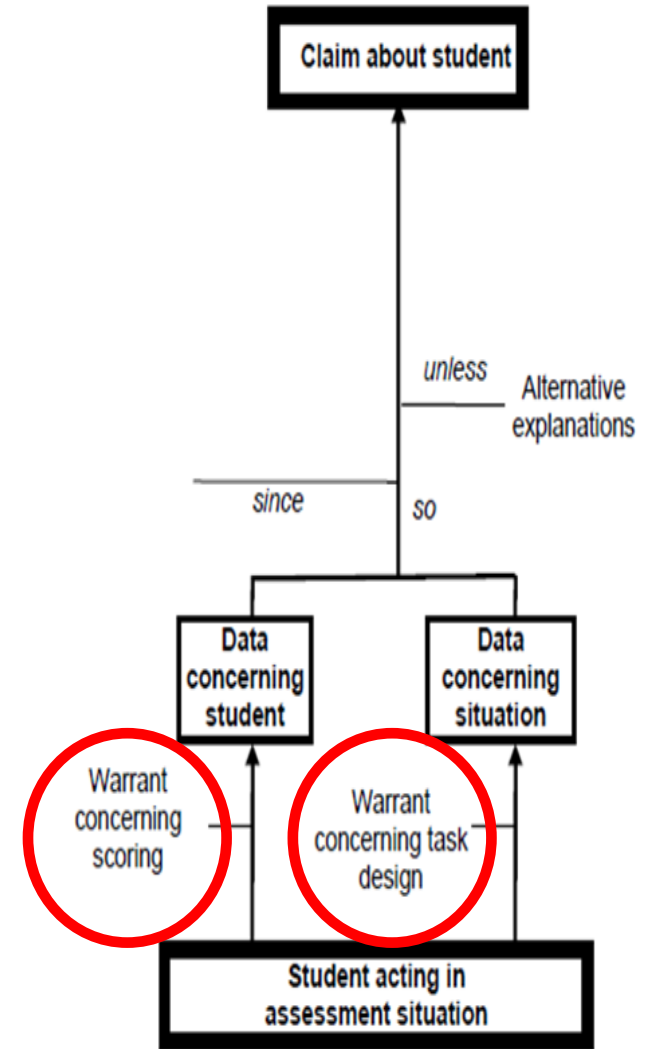 Claim about student
unless
Alternative
explanations
since
so
Data
concerning
student
Data
concerning
situation
Warrant
concerning
scoring
Warrant
concerning task
design
Student acting in
assessment situation